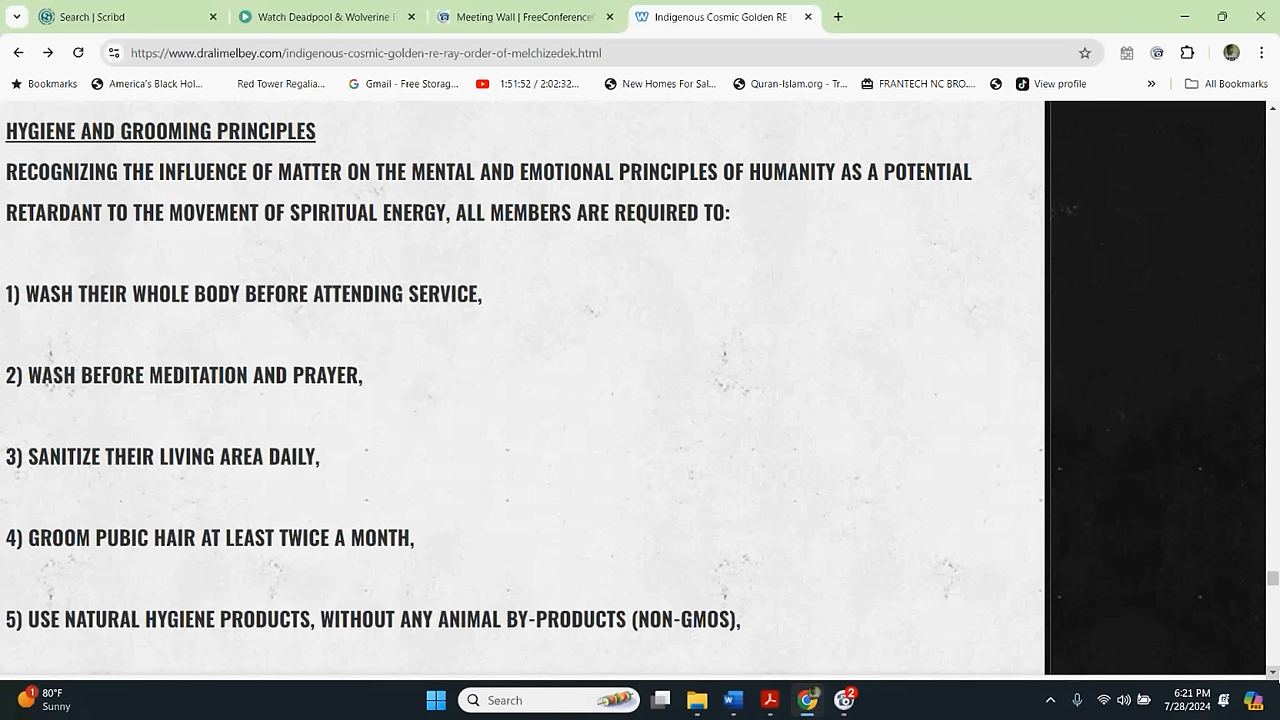 Search | Scribd
Watch Deadpool & Wolverine F
Meeting Wall | FreeConference
Indigenous Cosmic Golden RE
https://www.dralimelbey.com/indigenous-cosmic-golden-re-ray-order-of-melchizedek.html
Bookmarks
America's Black Hol...
Red Tower Regalia...
Gmail - Free Storag...
1:51:52 / 2:02:32...
New Homes For Sal...
Quran-Islam.org - Tr...
FRANTECH NC BRO....
View profile
»
All Bookmarks
HYGIENE AND GROOMING PRINCIPLES
RECOGNIZING THE INFLUENCE OF MATTER ON THE MENTAL AND EMOTIONAL PRINCIPLES OF HUMANITY AS A POTENTIAL
RETARDANT TO THE MOVEMENT OF SPIRITUAL ENERGY, ALL MEMBERS ARE REQUIRED TO:
1) WASH THEIR WHOLE BODY BEFORE ATTENDING SERVICE,
2) WASH BEFORE MEDITATION AND PRAYER,
3) SANITIZE THEIR LIVING AREA DAILY,
4) GROOM PUBIC HAIR AT LEAST TWICE A MONTH,
5) USE NATURAL HYGIENE PRODUCTS, WITHOUT ANY ANIMAL BY-PRODUCTS (NON-GMOS),
1
80°F
Sunny
Search
2
6:21 PM
7/28/2024